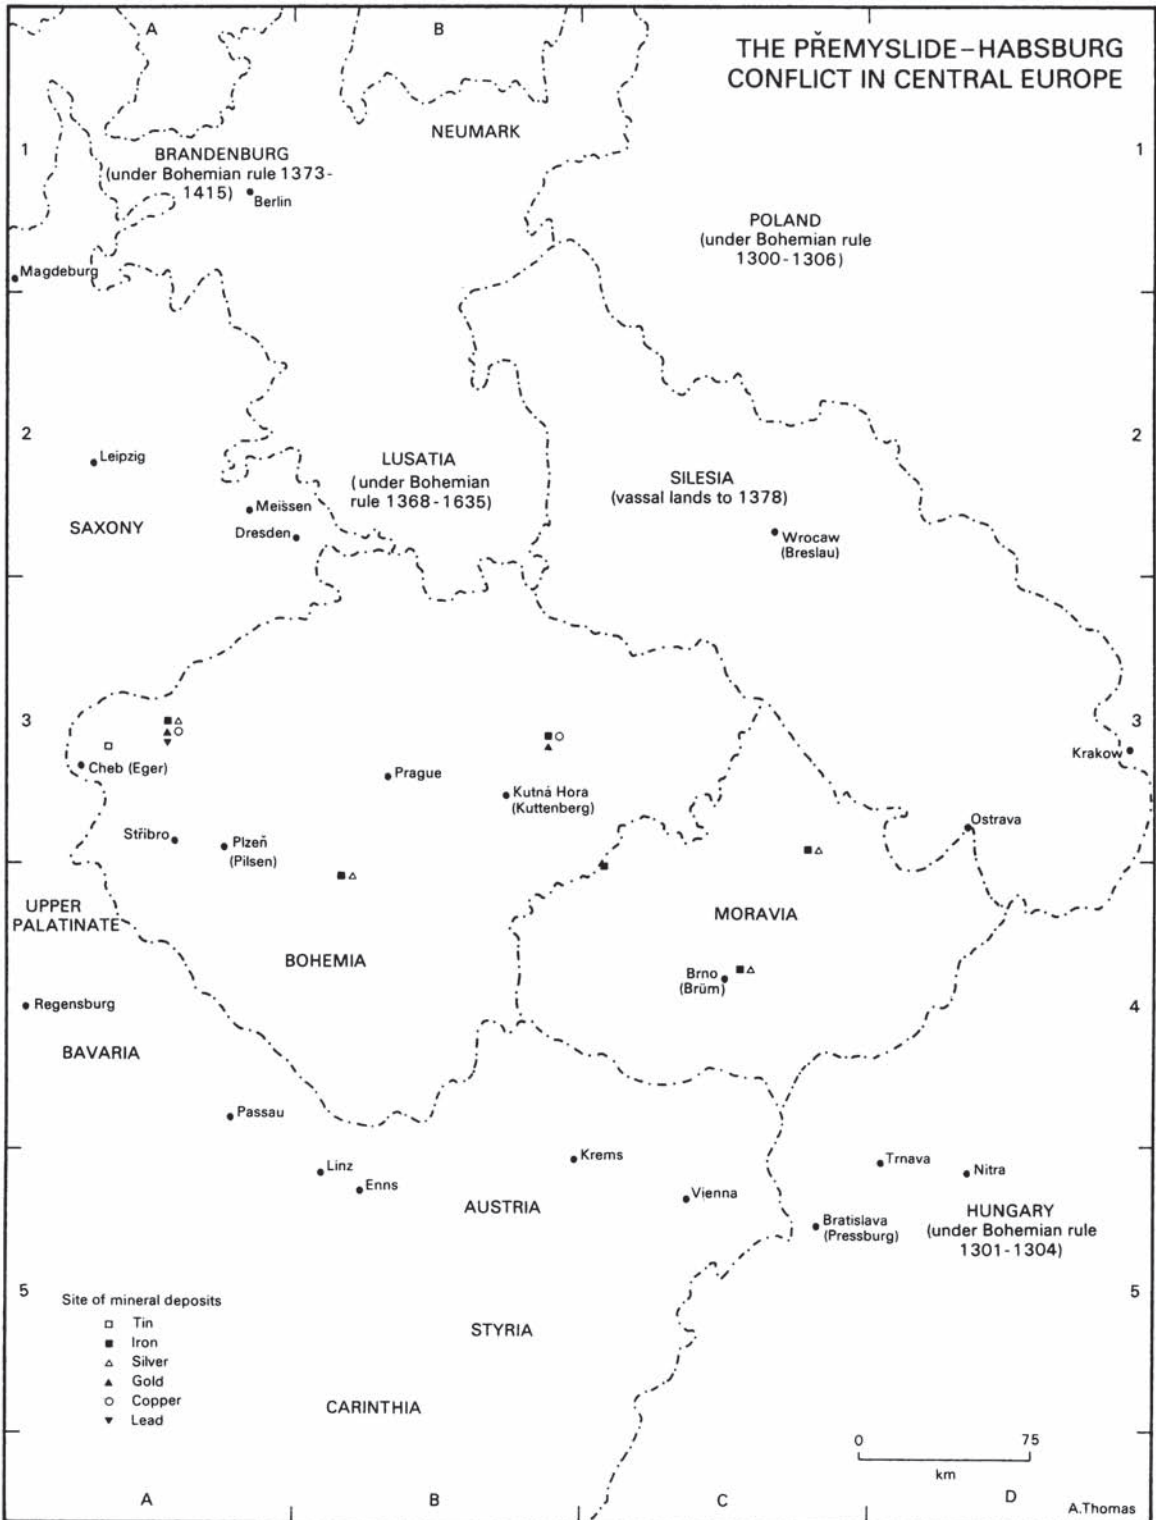 A
B
THE PŘEMYSLIDE–HABSBURG
CONFLICT IN CENTRAL EUROPE
NEUMARK
1
1
BRANDENBURG
(under Bohemian rule 1373-
1415)
Berlin
POLAND
(under Bohemian rule
1300-1306)
Magdeburg
2
2
Leipzig
LUSATIA
(under Bohemian
rule 1368-1635)
SILESIA
(vassal lands to 1378)
Meissen
SAXONY
Dresden
Wrocaw
(Breslau)
3
3
Krakow
Cheb (Eger)
Prague
Kutná Hora
(Kuttenberg)
Ostrava
Střibro
Plzeň
(Pilsen)
UPPER
PALATINATE
MORAVIA
BOHEMIA
Brno
(Brüm)
Regensburg
4
4
BAVARIA
Passau
Linz
Enns
Krems
Trnava
Nitra
AUSTRIA
Vienna
Bratislava
(Pressburg)
HUNGARY
(under Bohemian rule
1301-1304)
5
5
Site of mineral deposits
Tin
Iron
Silver
Gold
Copper
Lead
STYRIA
CARINTHIA
0
75
km
A
B
C
D
A.Thomas